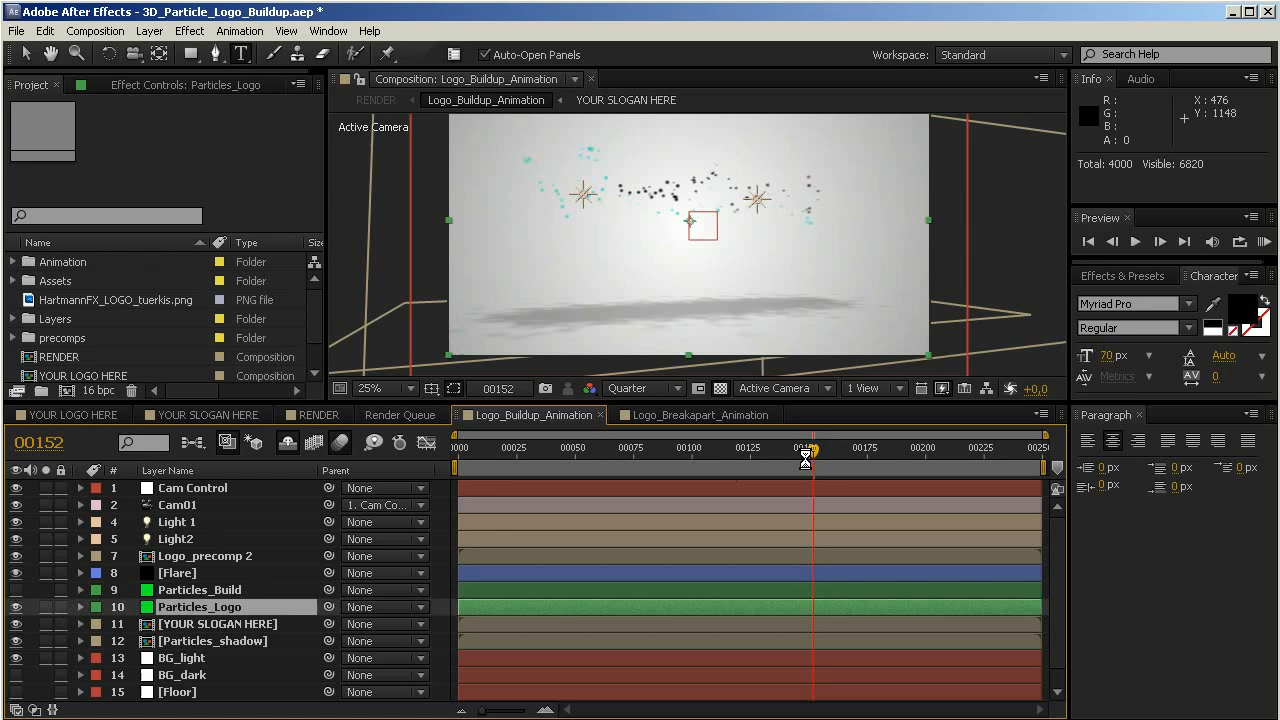 Adobe After Effects - 3D_Particle_Logo_Buildup.aep *
File Edit Composition Layer Effect Animation View Window Help
Auto-Open Panels
Workspace: Standard
Search Help
Project
Effect Controls: Particles_Logo
Composition: Logo_Buildup_Animation
Info
Audio
RENDER
Logo_Buildup_Animation
YOUR SLOGAN HERE
Active Camera
R :
G :
B :
A : 0
X : 476
Y : 1148
Total: 4000 Visible: 6820
Name Type Size
Animation Folder
Assets Folder
HartmannFX_LOGO_tuerkis.png PNG file
Layers Folder
precomps Folder
RENDER Composition
YOUR LOGO HERE Composition
16 bpc
Preview
Effects & Presets
Character
Myriad Pro
Regular
70 px
Auto
Metrics
0
25%
00152
Quarter
Active Camera
1 View
+0,0
YOUR LOGO HERE
YOUR SLOGAN HERE
RENDER
Render Queue
Logo_Buildup_Animation
Logo_Breakapart_Animation
Paragraph
00152
00025 00050 00075 00100 00125 00175 00200 00225
# Layer Name Parent
1 Cam Control None
2 Cam01 1. Cam Co...
4 Light 1 None
5 Light2 None
7 Logo_precomp 2 None
8 [Flare] None
9 Particles_Build None
10 Particles_Logo None
11 [YOUR SLOGAN HERE] None
12 [Particles_shadow] None
13 BG_light None
14 BG_dark None
15 [Floor] None
0 px 0 px 0 px
0 px 0 px